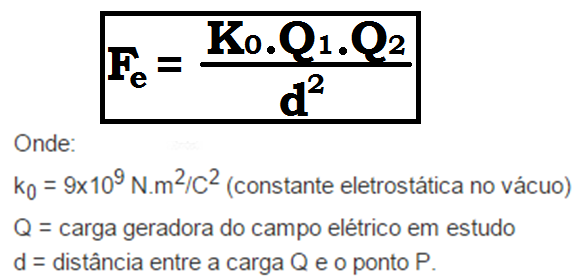 Fe = K0.Q1.Q2 / d²
Onde:
k0 = 9x10⁹ N.m²/C² (constante eletrostática no vácuo)
Q = carga geradora do campo elétrico em estudo
d = distância entre a carga Q e o ponto P.